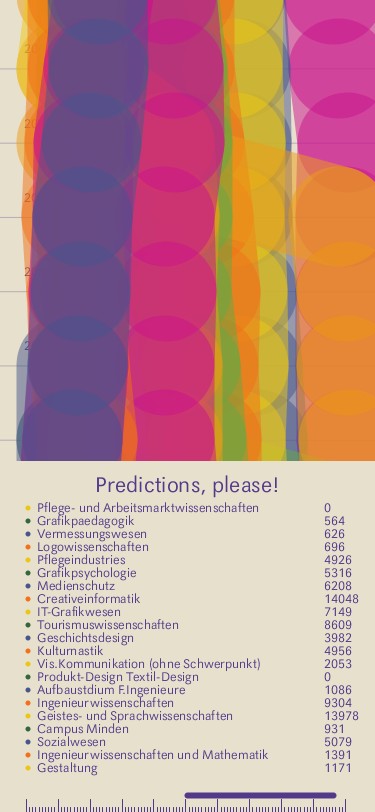 Predictions, please!
Pflege- und Arbeitsmarktwissenschaften 0
Grafikpaedagogik 564
Vermessungswesen 626
Logowissenschaften 696
Pflegeindustries 4926
Grafikpsychologie 5316
Medienschutz 6208
Creativeinformatik 14048
IT-Grafikwesen 7149
Tourismuswissenschaften 8609
Geschichtsdesign 3982
Kulturnastik 4956
Vis.Kommunikation (ohne Schwerpunkt) 2053
Produkt-Design Textil-Design 0
Aufbaustdium F.Ingenieure 1086
Ingenieurwissenschaften 9304
Geistes- und Sprachwissenschaften 13978
Campus Minden 931
Sozialwesen 5079
Ingenieurwissenschaften und Mathematik 1391
Gestaltung 1171